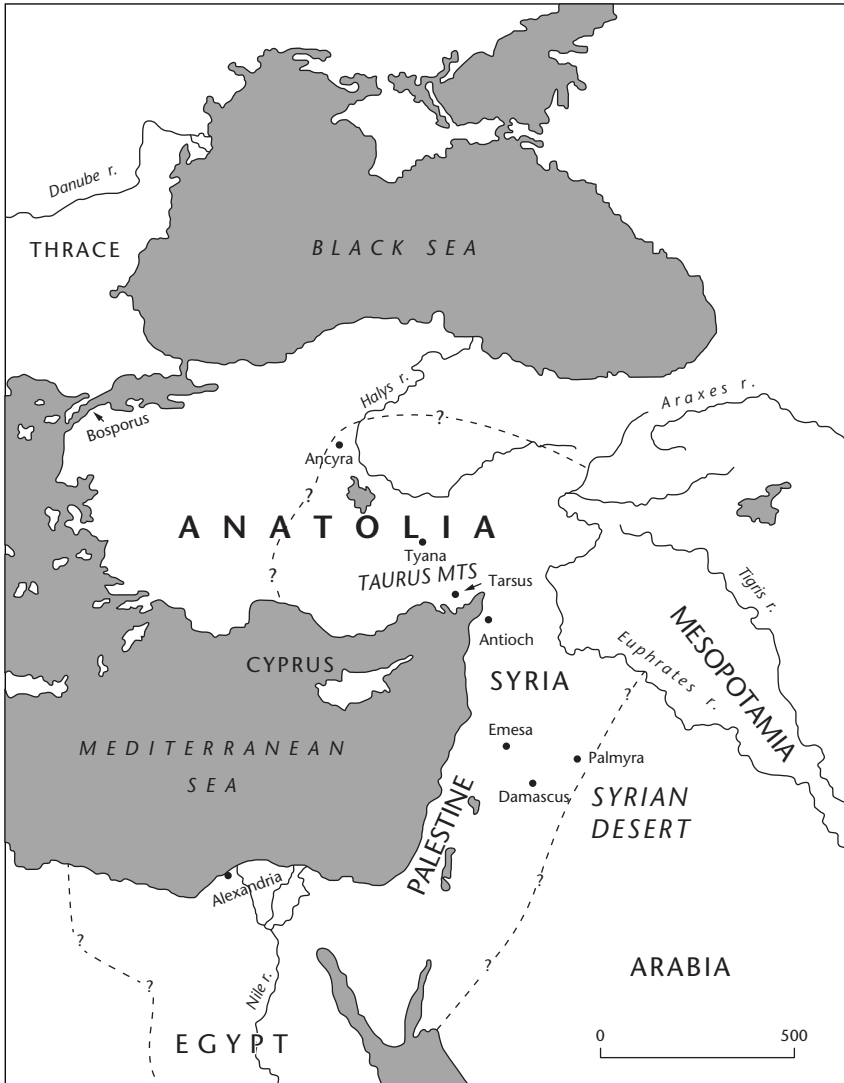 Danube r.
THRACE
BLACK SEA
Halys r.
Araxes r.
?
Bosporus
Ancyra
?
ANATOLIA
Tyana
?
TAURUS MTS
Tarsus
Tigris r.
Antioch
MESOPOTAMIA
CYPRUS
SYRIA
Euphrates r.
?
Emesa
MEDITERRANEAN
SEA
Palmyra
Damascus
SYRIAN
DESERT
PALESTINE
Alexandria
?
?
?
?
ARABIA
Nile r.
EGYPT
0 500